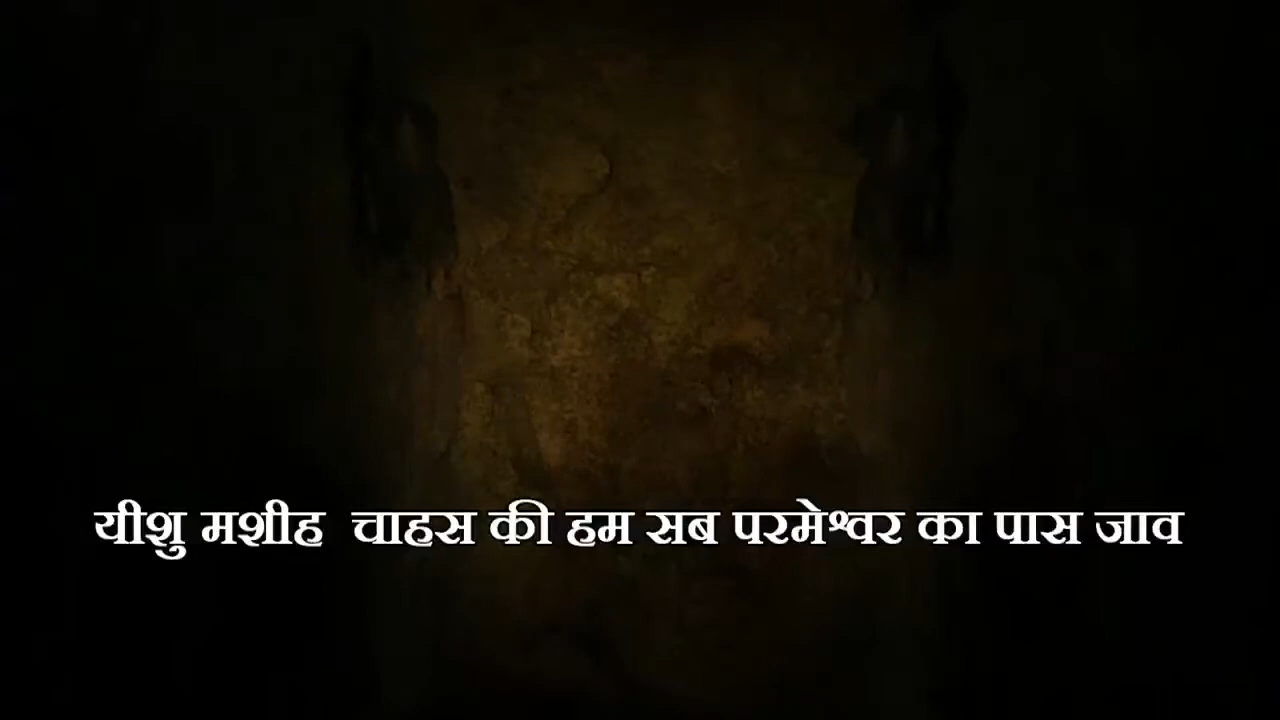 यीशु मशीह चाहस की हम सब परमेश्वर का पास जाव